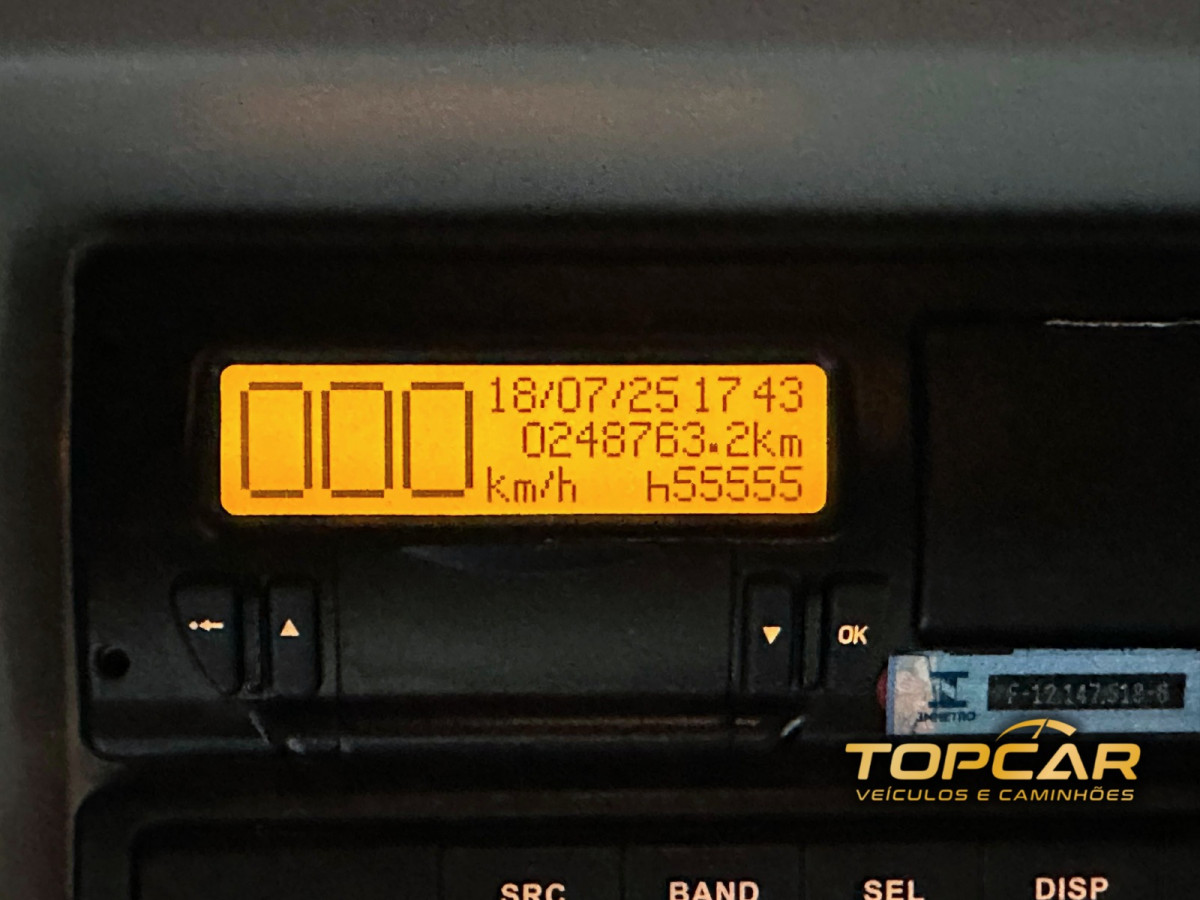 000 18/07/25 17 43
0248763.2km
km/h h55555
OK
INMETRO
F-12.147.518-6
TOPCAR
VEÍCULOS E CAMINHÕES
SRC BAND SEL DISP